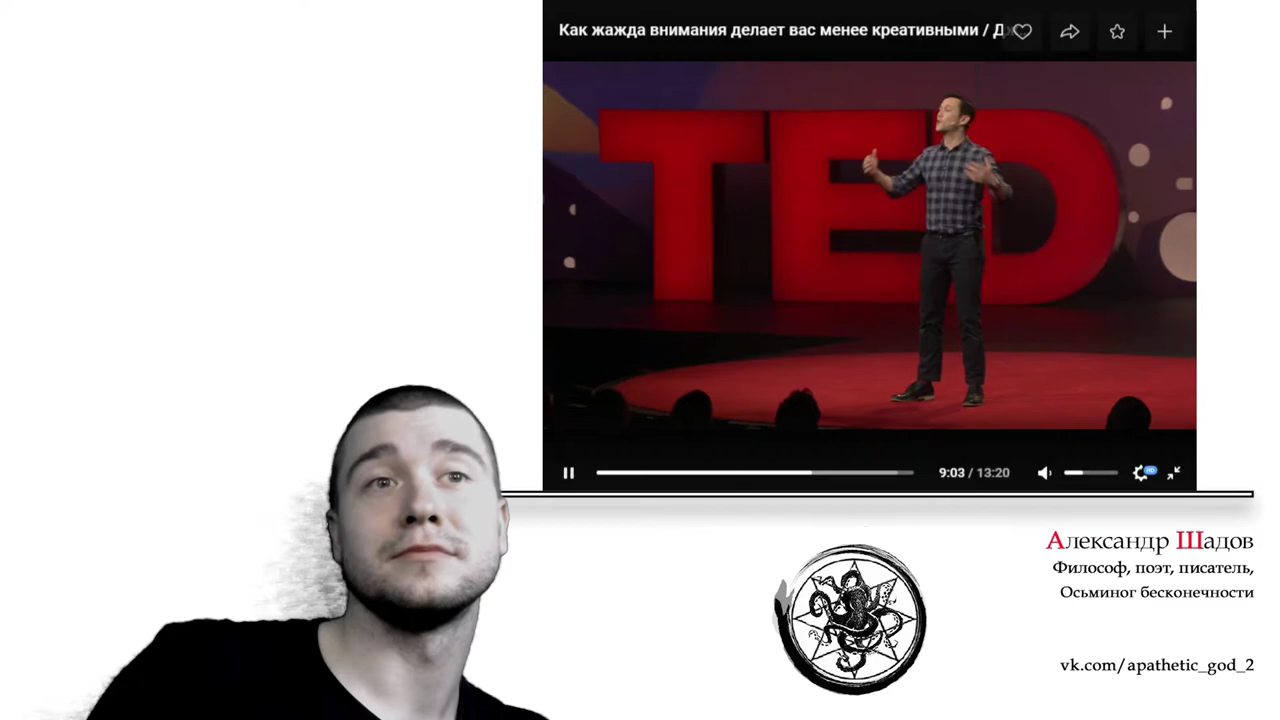 Как жажда внимания делает вас менее креативными /
TED
9:03 / 13:20
HD
Александр Шадов
Философ, поэт, писатель,
Осьминог бесконечности
vk.com/apathetic_god_2